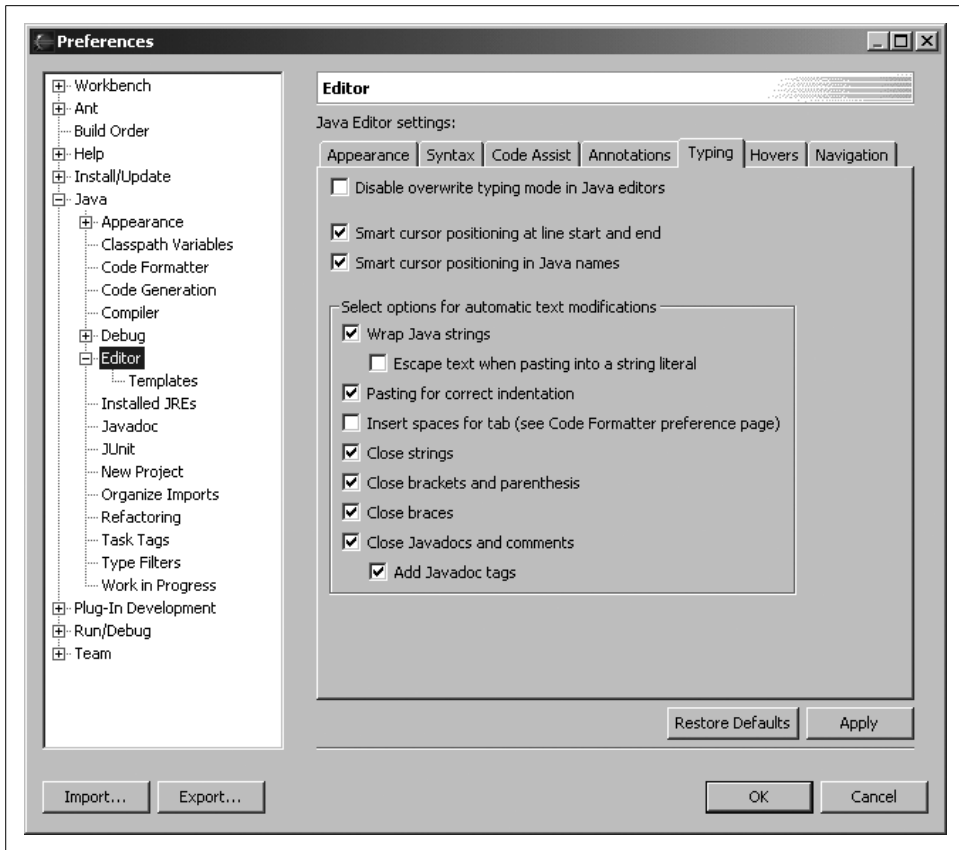 Preferences
Workbench
Ant
Build Order
Help
Install/Update
Java
Appearance
Classpath Variables
Code Formatter
Code Generation
Compiler
Debug
Editor
Templates
Installed JREs
Javadoc
JUnit
New Project
Organize Imports
Refactoring
Task Tags
Type Filters
Work in Progress
Plug-In Development
Run/Debug
Team
Editor
Java Editor settings:
Appearance Syntax Code Assist Annotations Typing Hovers Navigation
Disable overwrite typing mode in Java editors
Smart cursor positioning at line start and end
Smart cursor positioning in Java names
Select options for automatic text modifications
Wrap Java strings
Escape text when pasting into a string literal
Pasting for correct indentation
Insert spaces for tab (see Code Formatter preference page)
Close strings
Close brackets and parenthesis
Close braces
Close Javadocs and comments
Add Javadoc tags
Restore Defaults Apply
Import... Export... OK Cancel